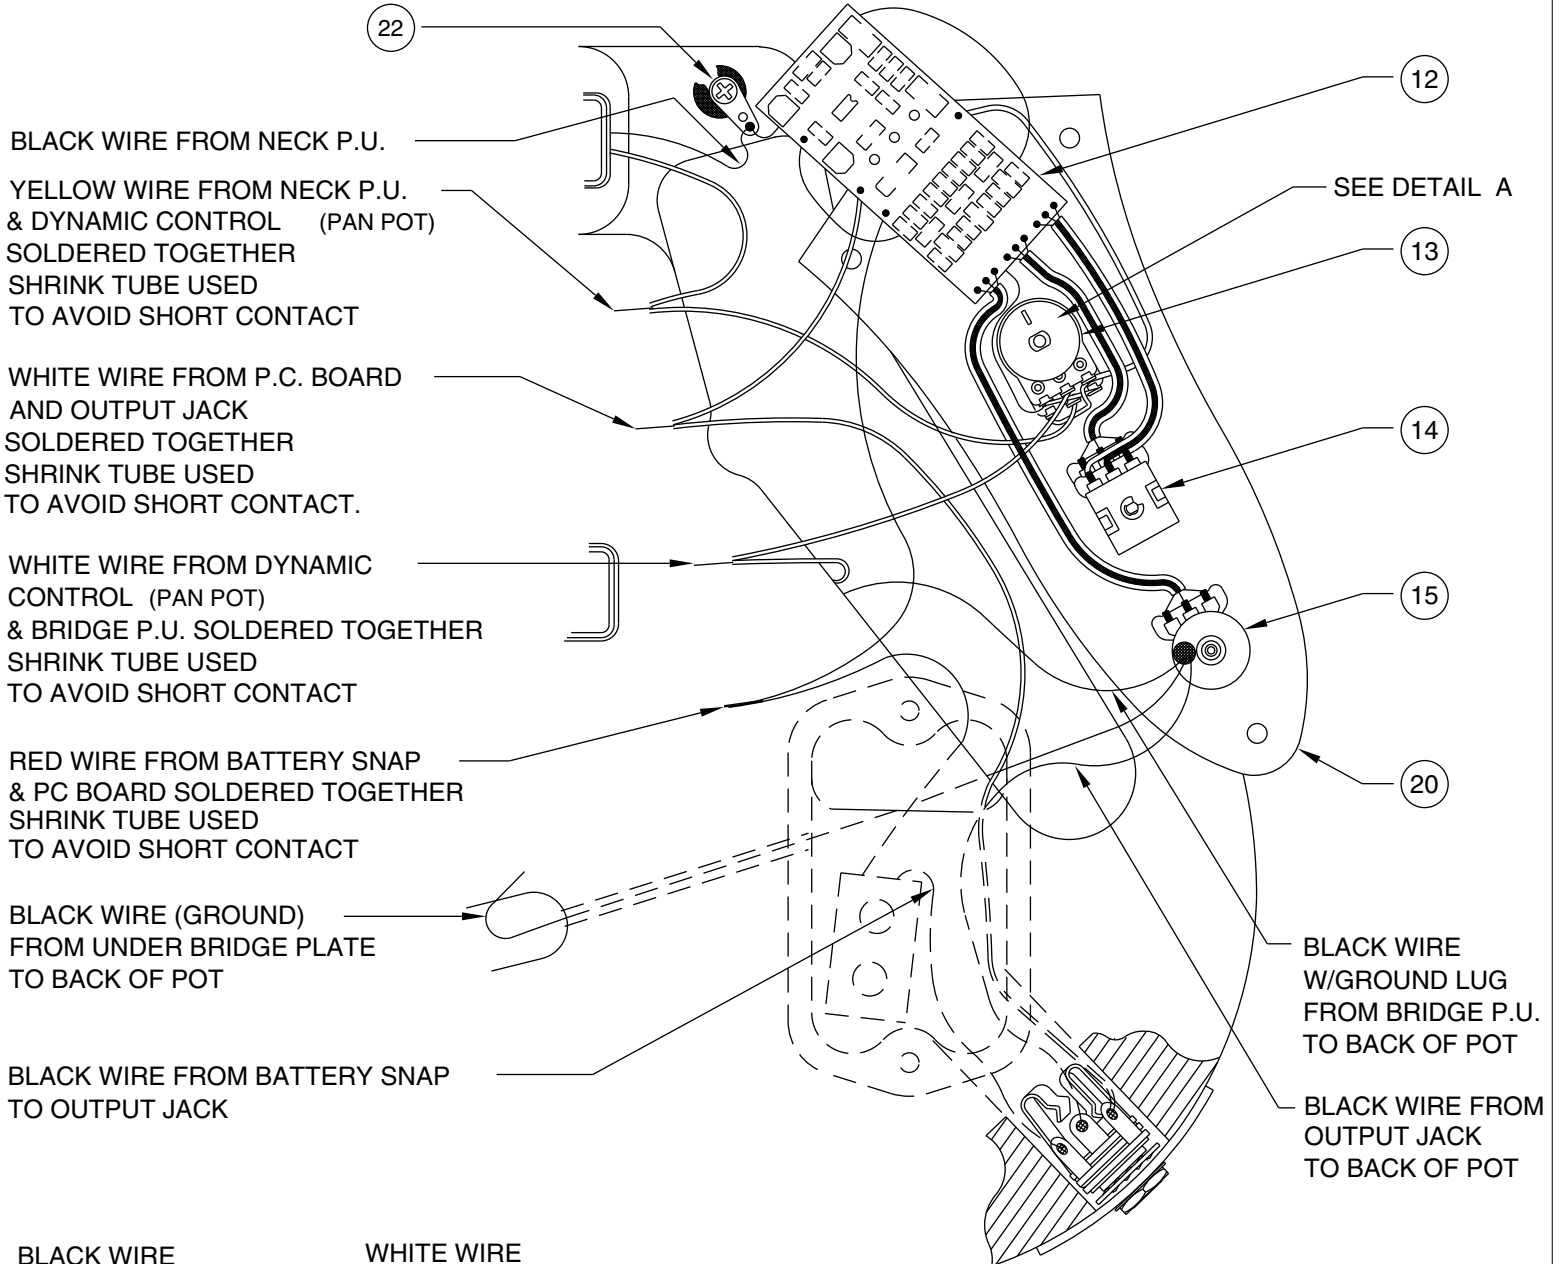 22
12
BLACK WIRE FROM NECK P.U.
YELLOW WIRE FROM NECK P.U.
& DYNAMIC CONTROL (PAN POT)
SOLDERED TOGETHER
SHRINK TUBE USED
TO AVOID SHORT CONTACT
SEE DETAIL A
13
WHITE WIRE FROM P.C. BOARD
AND OUTPUT JACK
SOLDERED TOGETHER
SHRINK TUBE USED
TO AVOID SHORT CONTACT.
14
WHITE WIRE FROM DYNAMIC
CONTROL (PAN POT)
& BRIDGE P.U. SOLDERED TOGETHER
SHRINK TUBE USED
TO AVOID SHORT CONTACT
15
RED WIRE FROM BATTERY SNAP
& PC BOARD SOLDERED TOGETHER
SHRINK TUBE USED
TO AVOID SHORT CONTACT
20
BLACK WIRE (GROUND)
FROM UNDER BRIDGE PLATE
TO BACK OF POT
BLACK WIRE
W/GROUND LUG
FROM BRIDGE P.U.
TO BACK OF POT
BLACK WIRE FROM BATTERY SNAP
TO OUTPUT JACK
BLACK WIRE FROM
OUTPUT JACK
TO BACK OF POT
BLACK WIRE
WHITE WIRE